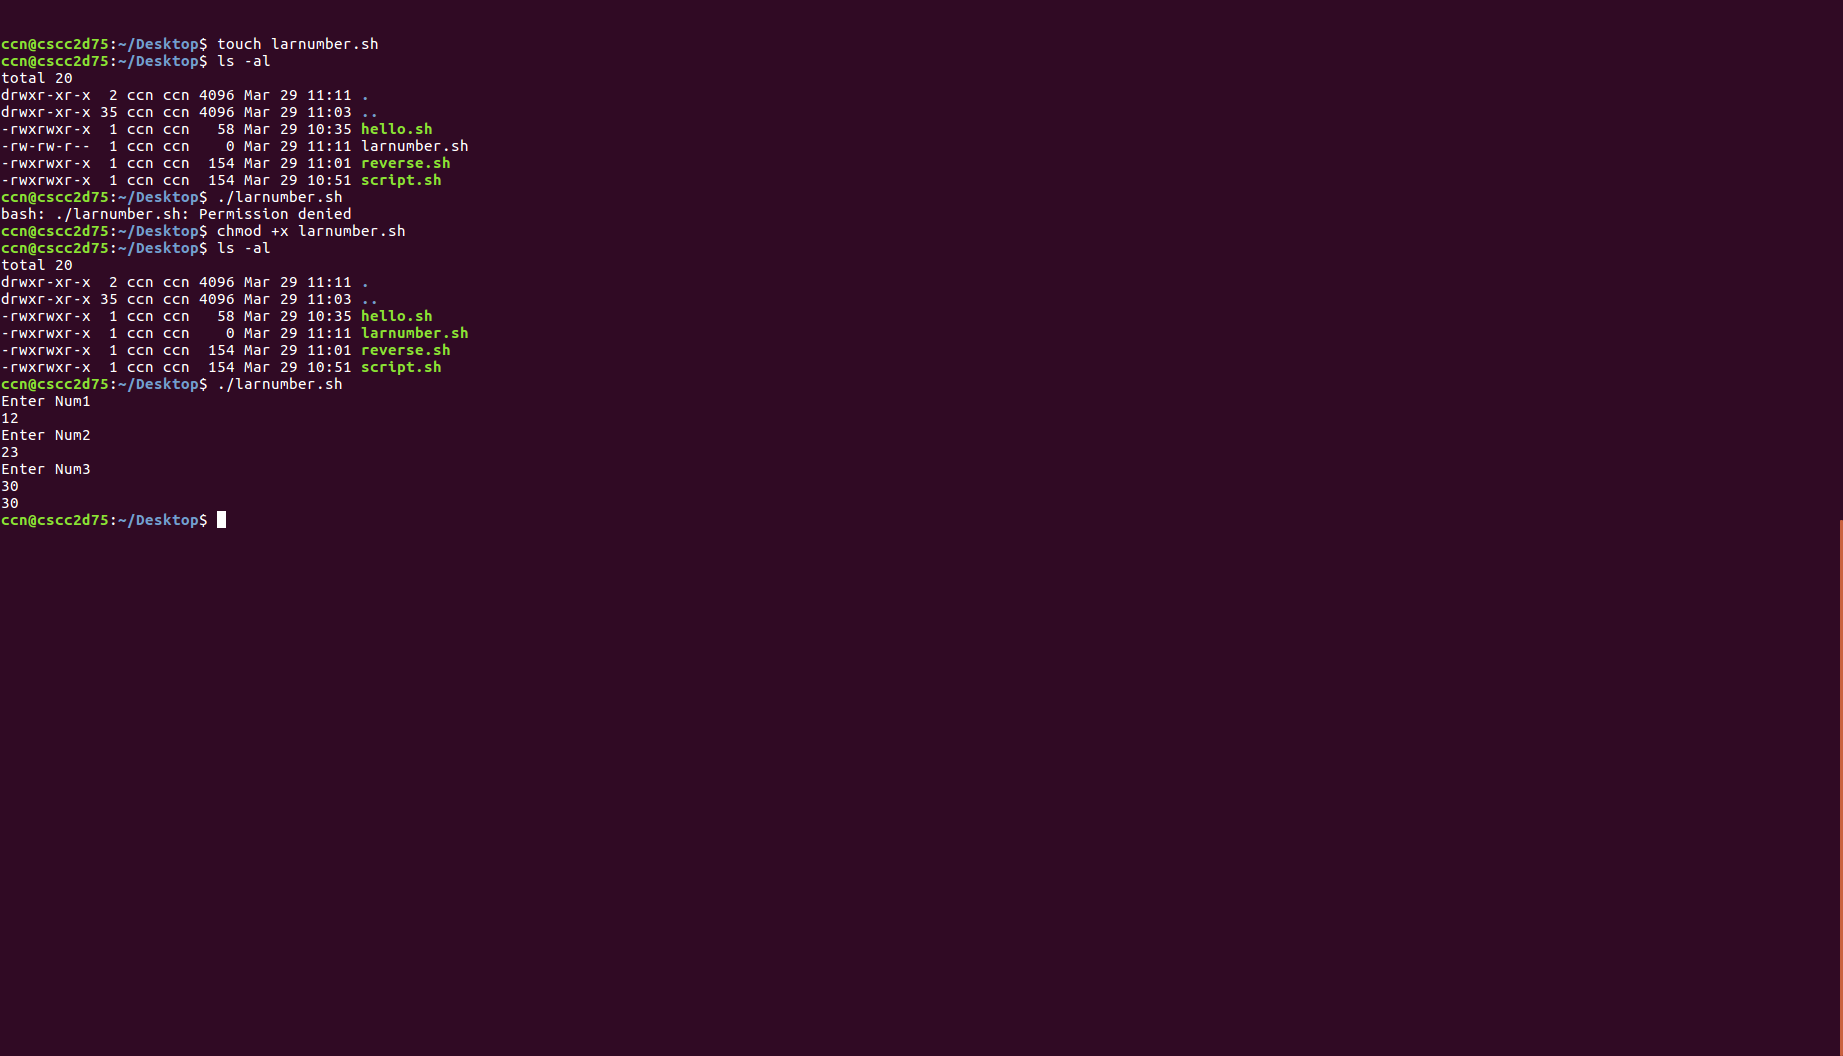 ccn@cscc2d75:~/Desktop$ touch larnumber.sh
ccn@cscc2d75:~/Desktop$ ls -al
total 20
drwxr-xr-x  2 ccn ccn 4096 Mar 29 11:11 .
drwxr-xr-x 35 ccn ccn 4096 Mar 29 11:03 ..
-rwxrwxr-x  1 ccn ccn   58 Mar 29 10:35 hello.sh
-rw-rw-r--  1 ccn ccn    0 Mar 29 11:11 larnumber.sh
-rwxrwxr-x  1 ccn ccn  154 Mar 29 11:01 reverse.sh
-rwxrwxr-x  1 ccn ccn  154 Mar 29 10:51 script.sh
ccn@cscc2d75:~/Desktop$ ./larnumber.sh
bash: ./larnumber.sh: Permission denied
ccn@cscc2d75:~/Desktop$ chmod +x larnumber.sh
ccn@cscc2d75:~/Desktop$ ls -al
total 20
drwxr-xr-x  2 ccn ccn 4096 Mar 29 11:11 .
drwxr-xr-x 35 ccn ccn 4096 Mar 29 11:03 ..
-rwxrwxr-x  1 ccn ccn   58 Mar 29 10:35 hello.sh
-rwxrwxr-x  1 ccn ccn    0 Mar 29 11:11 larnumber.sh
-rwxrwxr-x  1 ccn ccn  154 Mar 29 11:01 reverse.sh
-rwxrwxr-x  1 ccn ccn  154 Mar 29 10:51 script.sh
ccn@cscc2d75:~/Desktop$ ./larnumber.sh
Enter Num1
12
Enter Num2
23
Enter Num3
30
30
ccn@cscc2d75:~/Desktop$